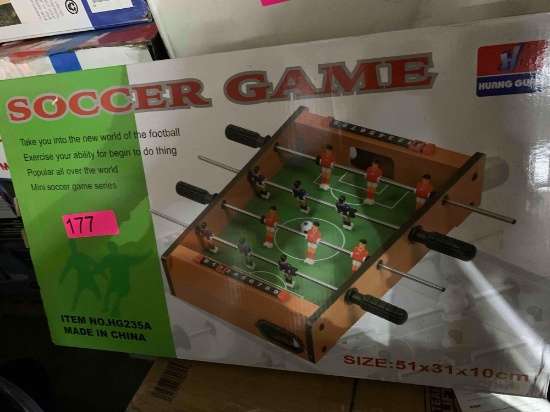 SOCCER GAME
HUANG GU
Take you into the new world of the football
Exercise your ability for begin to do thing
Popular all over the world
Mini soccer game series
177
ITEM NO.HG235A
MADE IN CHINA
SIZE:51x31x10cm